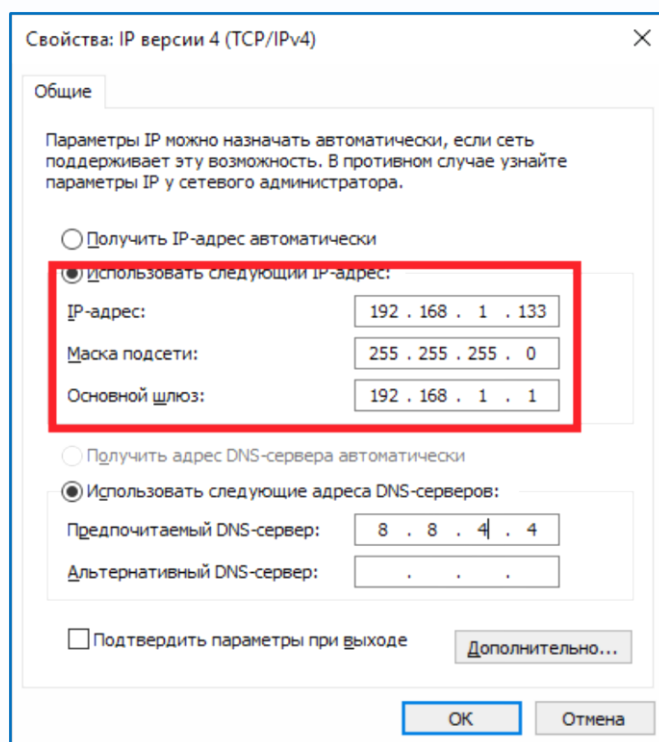 Свойства: IP версии 4 (TCP/IPv4)
Общие
Параметры IP можно назначать автоматически, если сеть
поддерживает эту возможность. В противном случае узнайте
параметры IP у сетевого администратора.
Получить IP-адрес автоматически
Использовать следующий IP-адрес:
IP-адрес: 192 . 168 . 1 . 133
Маска подсети: 255 . 255 . 255 . 0
Основной шлюз: 192 . 168 . 1 . 1
Получить адрес DNS-сервера автоматически
Использовать следующие адреса DNS-серверов:
Предпочитаемый DNS-сервер: 8 . 8 . 4 . 4
Альтернативный DNS-сервер: . . .
Подтвердить параметры при выходе
Дополнительно...
ОК Отмена